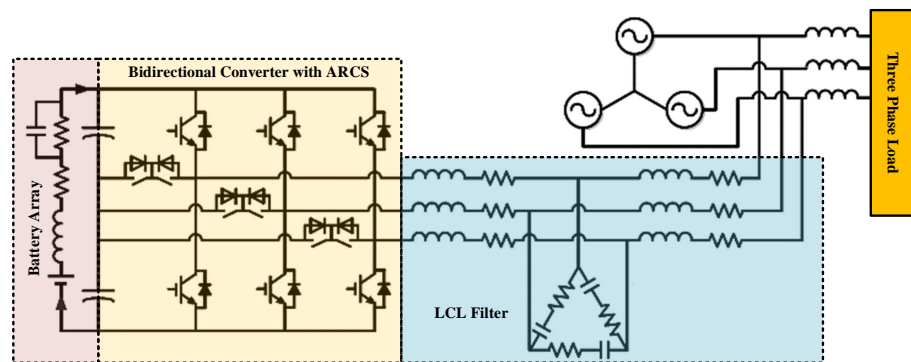 Bidirectional Converter with ARCS
Battery Array
LCL Filter
Three Phase Load